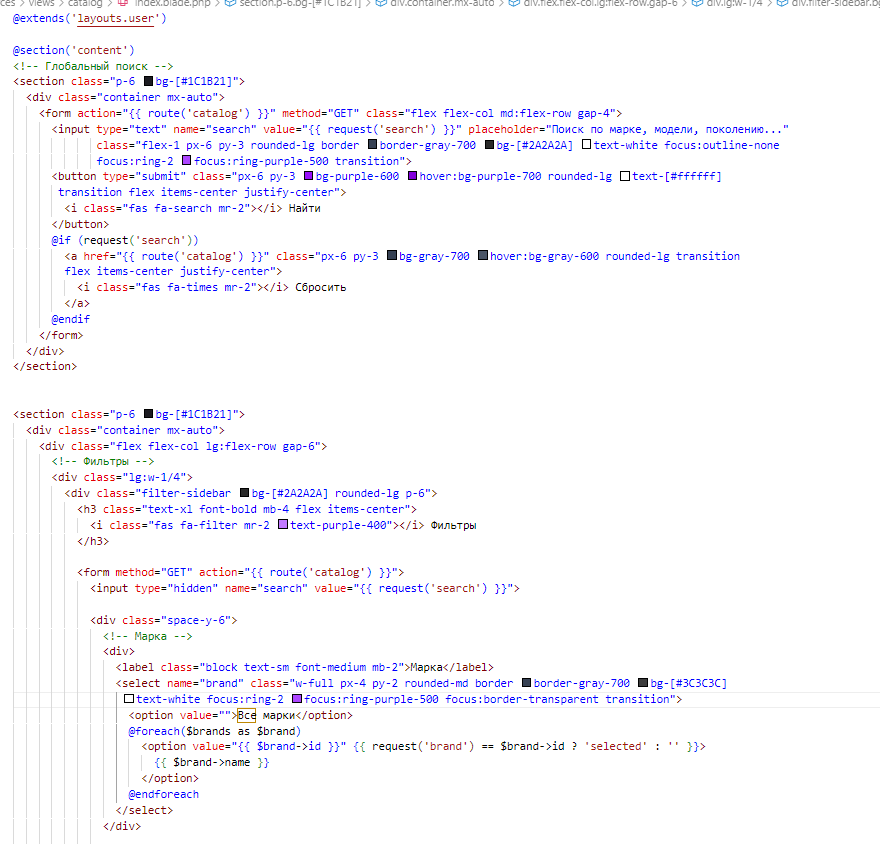 ces > views > catalog > index.blade.php > section.p-6.bg-[#1C1B21] > div.container.mx-auto > div.flex.flex-col.lg:flex-row.gap-6 > div.lg:w-1/4 > div.filter-sidebar.bg
@extends('layouts.user')
@section('content')
<!-- Глобальный поиск -->
<section class="p-6 bg-[#1C1B21]">
<div class="container mx-auto">
<form action="{{ route('catalog') }}" method="GET" class="flex flex-col md:flex-row gap-4">
<input type="text" name="search" value="{{ request('search') }}" placeholder="Поиск по марке, модели, поколению..."
class="flex-1 px-6 py-3 rounded-lg border border-gray-700 bg-[#2A2A2A] text-white focus:outline-none
focus:ring-2 focus:ring-purple-500 transition">
<button type="submit" class="px-6 py-3 bg-purple-600 hover:bg-purple-700 rounded-lg text-[#ffffff]
transition flex items-center justify-center">
<i class="fas fa-search mr-2"></i> Найти
</button>
@if (request('search'))
<a href="{{ route('catalog') }}" class="px-6 py-3 bg-gray-700 hover:bg-gray-600 rounded-lg transition
flex items-center justify-center">
<i class="fas fa-times mr-2"></i> Сбросить
</a>
@endif
</form>
</div>
</section>
<section class="p-6 bg-[#1C1B21]">
<div class="container mx-auto">
<div class="flex flex-col lg:flex-row gap-6">
<!-- Фильтры -->
<div class="lg:w-1/4">
<div class="filter-sidebar bg-[#2A2A2A] rounded-lg p-6">
<h3 class="text-xl font-bold mb-4 flex items-center">
<i class="fas fa-filter mr-2 text-purple-400"></i> Фильтры
</h3>
<form method="GET" action="{{ route('catalog') }}">
<input type="hidden" name="search" value="{{ request('search') }}">
<div class="space-y-6">
<!-- Марка -->
<div>
<label class="block text-sm font-medium mb-2">Марка</label>
<select name="brand" class="w-full px-4 py-2 rounded-md border border-gray-700 bg-[#3C3C3C]
text-white focus:ring-2 focus:ring-purple-500 focus:border-transparent transition">
<option value="">Все марки</option>
@foreach($brands as $brand)
<option value="{{ $brand->id }}" {{ request('brand') == $brand->id ? 'selected' : '' }}>
{{ $brand->name }}
</option>
@endforeach
</select>
</div>